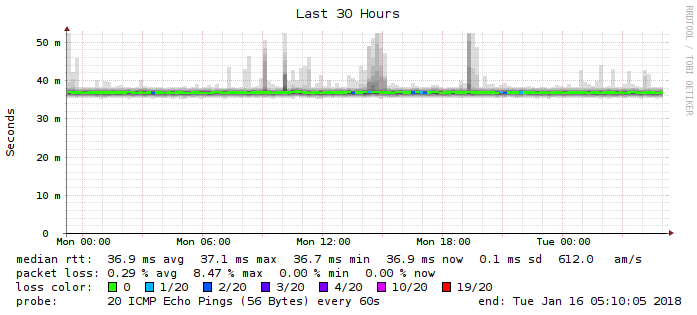 Last 30 Hours
RRDTOOL / TOBI OETIKER
Seconds
50 m
40 m
30 m
20 m
10 m
0
Mon 00:00 Mon 06:00 Mon 12:00 Mon 18:00 Tue 00:00
median rtt: 36.9 ms avg 37.1 ms max 36.7 ms min 36.9 ms now 0.1 ms sd 612.0 am/s
packet loss: 0.29 % avg 8.47 % max 0.00 % min 0.00 % now
loss color: 0 1/20 2/20 3/20 4/20 10/20 19/20
probe: 20 ICMP Echo Pings (56 Bytes) every 60s end: Tue Jan 16 05:10:05 2018